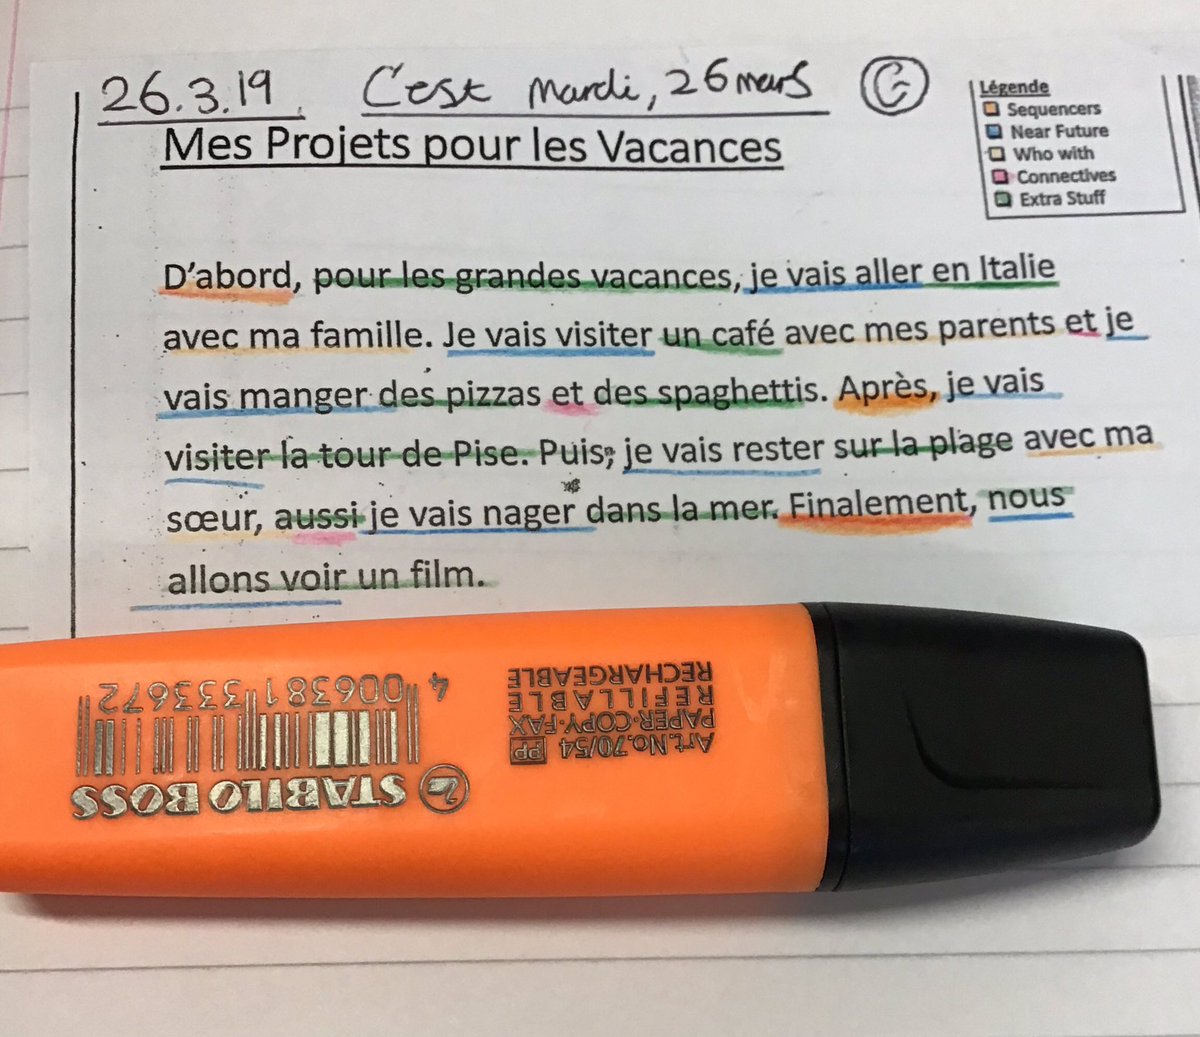 26.3.19. C'est mardi, 26 mars G
Mes Projets pour les Vacances
Légende
Sequencers
Near Future
Who with
Connectives
Extra Stuff
D'abord, pour les grandes vacances, je vais aller en Italie
avec ma famille. Je vais visiter un café avec mes parents et je
vais manger des pizzas et des spaghettis. Après, je vais
visiter la tour de Pise. Puis, je vais rester sur la plage avec ma
sœur, aussi je vais nager dans la mer. Finalement, nous
allons voir un film.
4 006381 333672
STABILO BOSS
Art.No.70/54 PP
PAPER·COPY·FAX
REFILLABLE
RECHARGEABLE